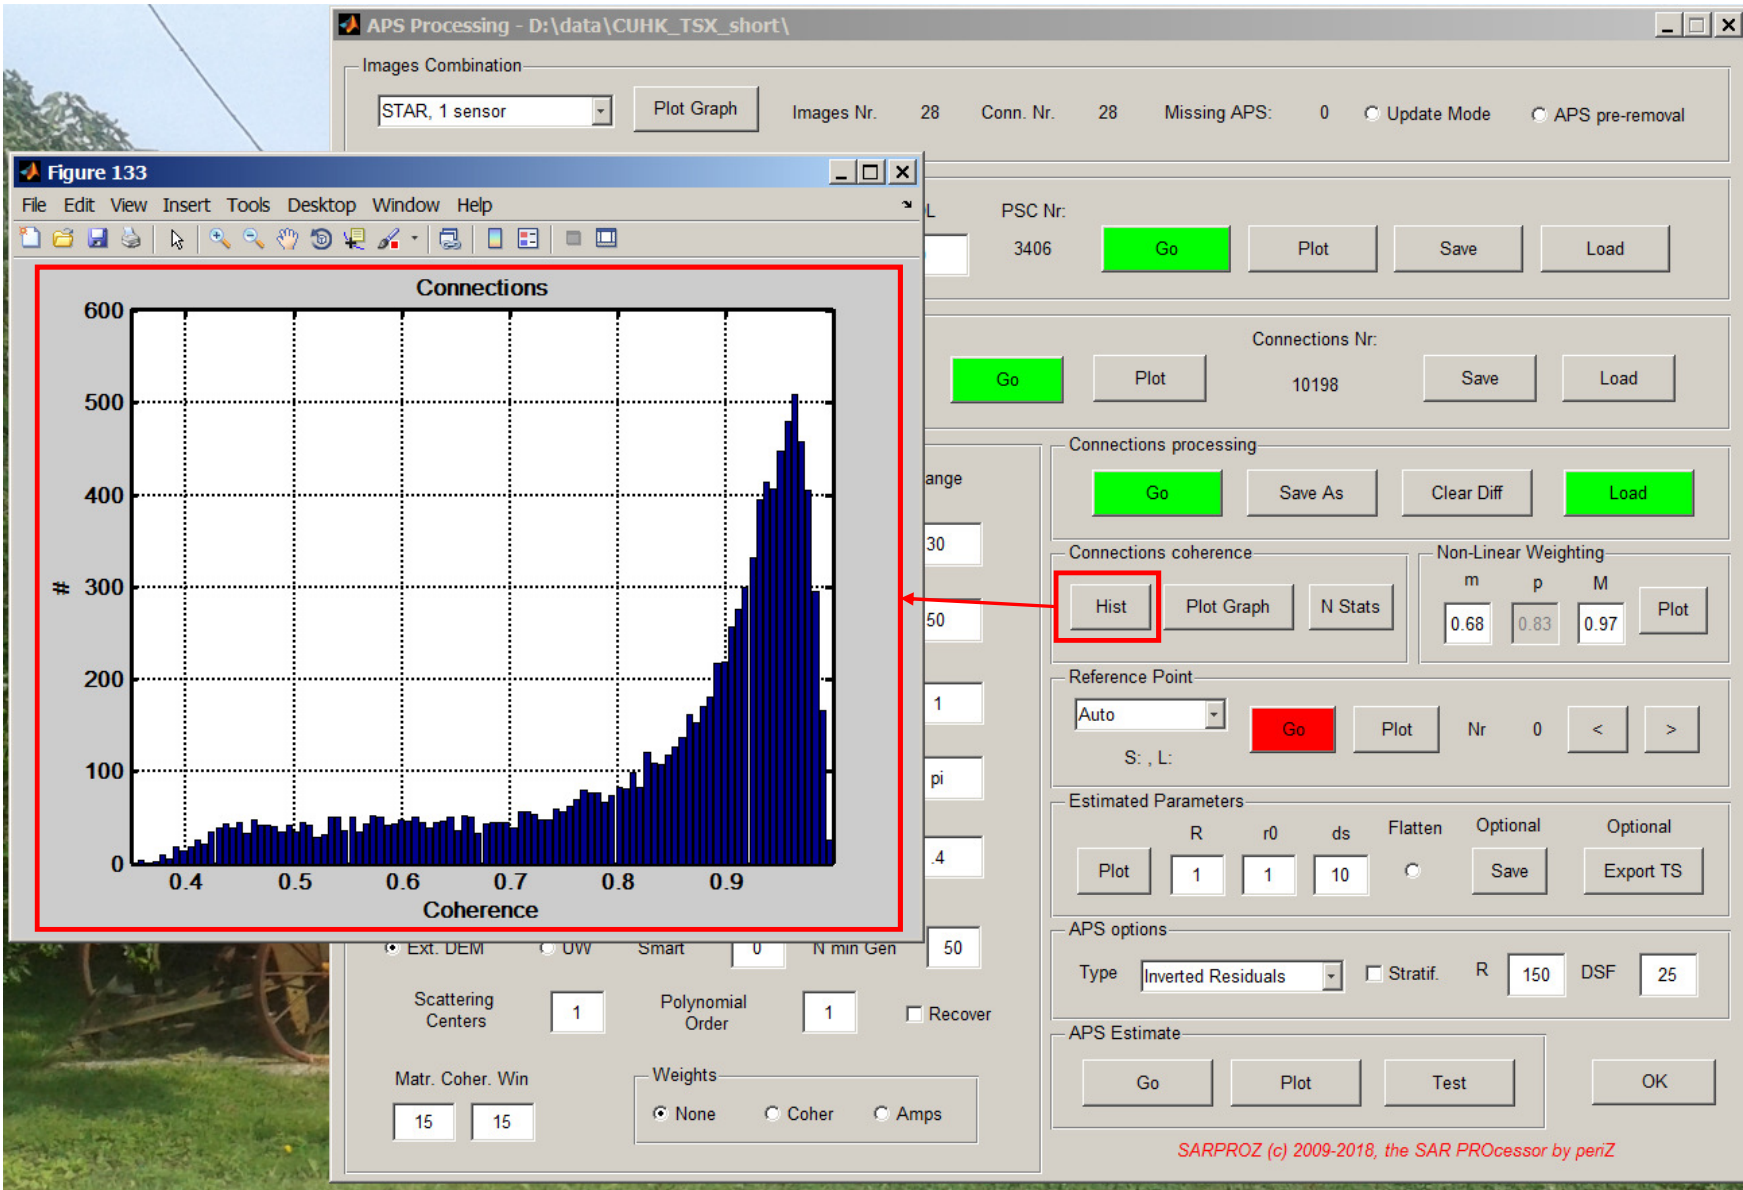 APS Processing - D:\data\CUHK_TSX_short\
Images Combination
STAR, 1 sensor
Plot Graph
Images Nr. 28
Conn. Nr. 28
Missing APS: 0
Update Mode
APS pre-removal
Figure 133
File Edit View Insert Tools Desktop Window Help
PSC Nr:
3406
Go
Plot
Save
Load
Connections
600
500
400
300
200
100
0
#
0.4 0.5 0.6 0.7 0.8 0.9
Coherence
Connections Nr:
Go
Plot
10198
Save
Load
ange
30
50
1
pi
.4
Connections processing
Go
Save As
Clear Diff
Load
Connections coherence
Hist
Plot Graph
N Stats
Non-Linear Weighting
m p M
0.68 0.83 0.97
Plot
Reference Point
Auto
Go
Plot
Nr 0
< >
S: , L:
Estimated Parameters
R r0 ds Flatten Optional Optional
Plot
1 1 10
Save
Export TS
Ext. DEM
UW
Smart 0
N min Gen 50
Scattering
Centers
1
Polynomial
Order
1
Recover
Matr. Coher. Win
15 15
Weights
None
Coher
Amps
APS options
Type Inverted Residuals
Stratif.
R 150
DSF 25
APS Estimate
Go
Plot
Test
OK
SARPROZ (c) 2009-2018, the SAR PROcessor by periZ